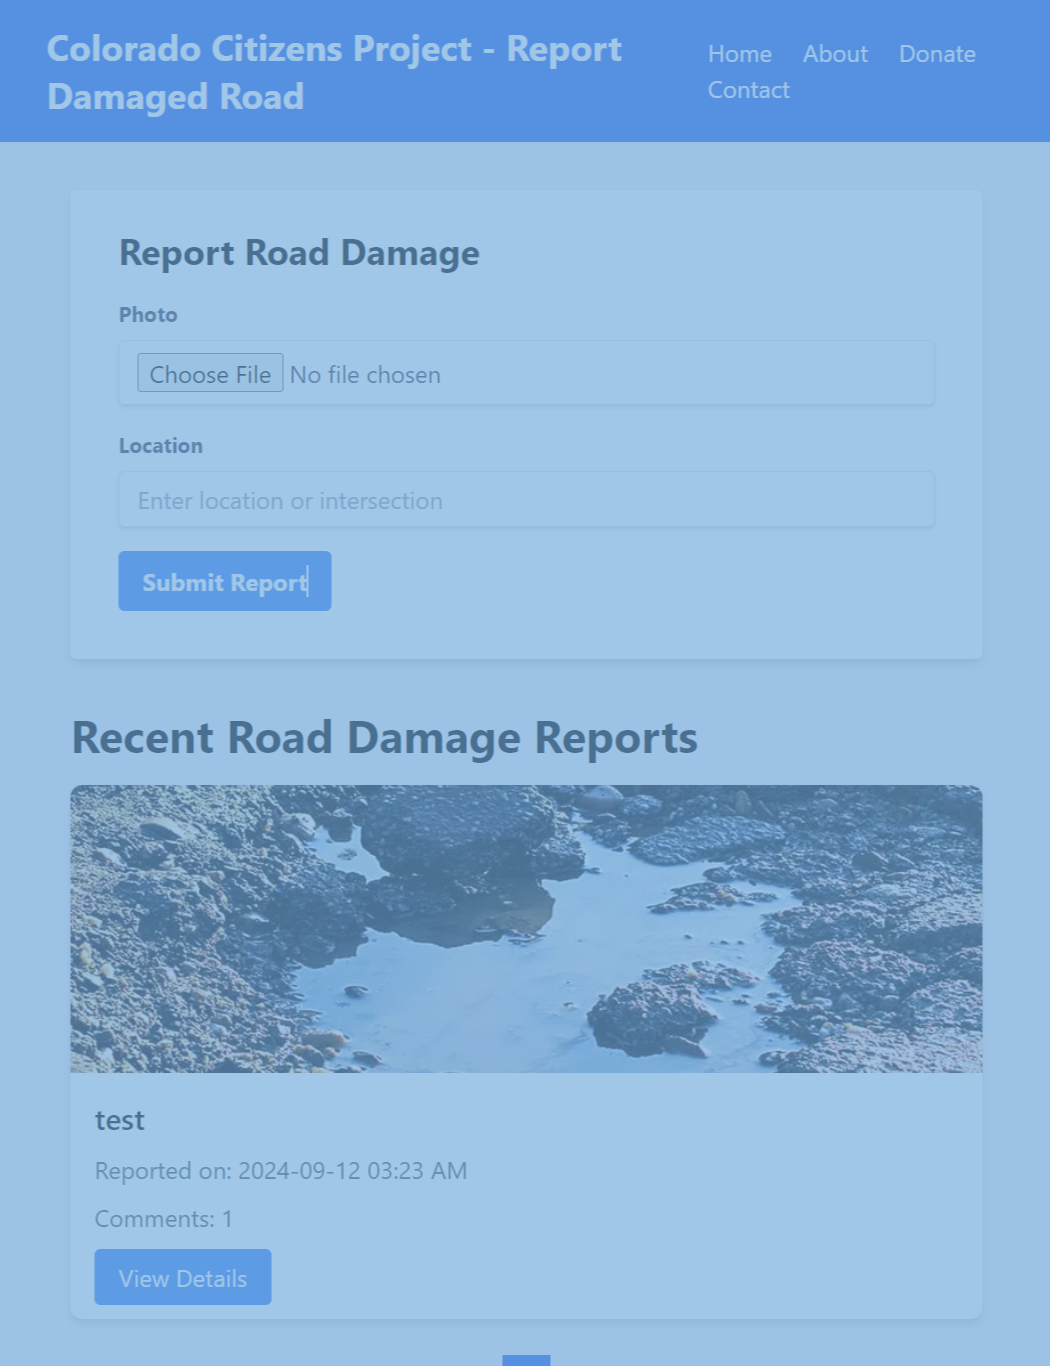 Colorado Citizens Project - Report
Damaged Road
Home About Donate
Contact
Report Road Damage
Photo
Choose File No file chosen
Location
Enter location or intersection
Submit Report
Recent Road Damage Reports
test
Reported on: 2024-09-12 03:23 AM
Comments: 1
View Details